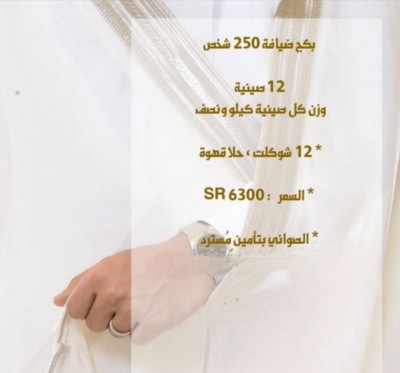 بكج ضيافة 250 شخص
12 صينية
وزن كل صينية كيلو ونصف
* 12 شوكلت ، حلا قهوة
* السعر : 6300 SR
* الصواني بتأمين مُسترد